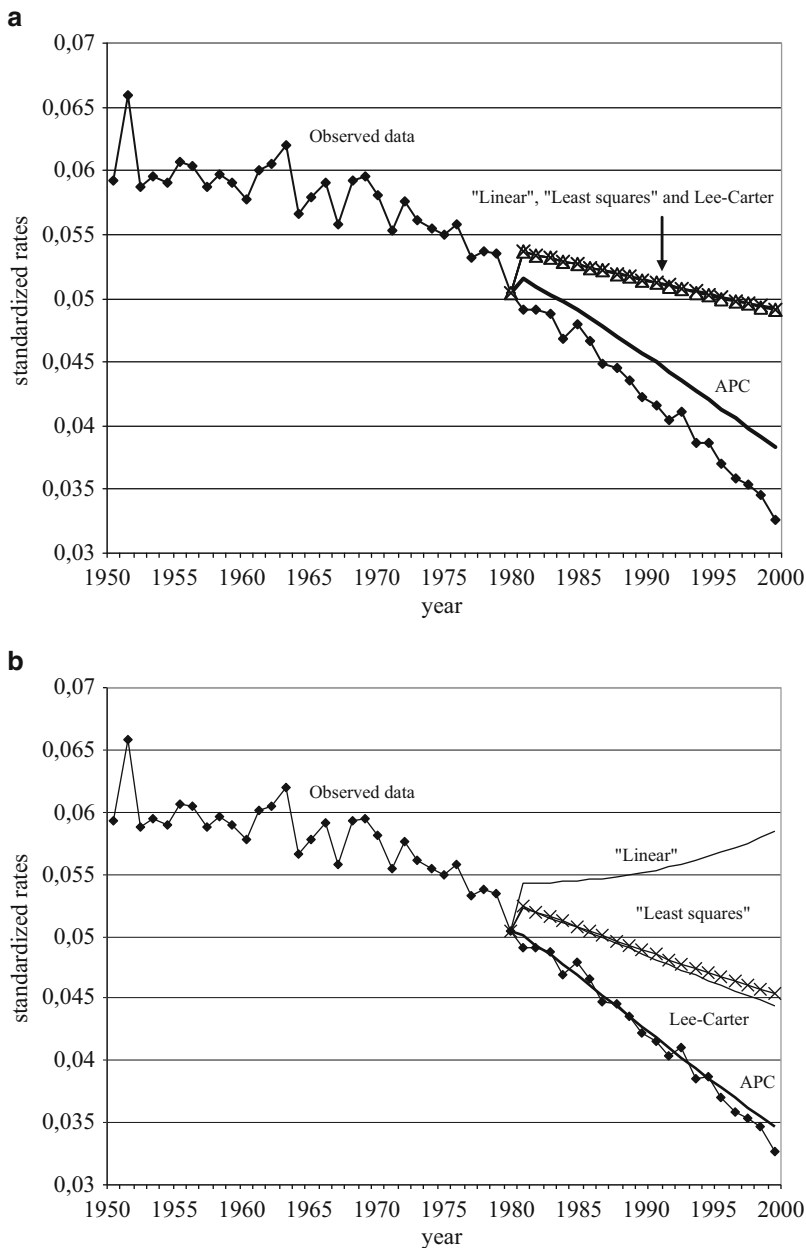 a
0,07
0,065
0,06
0,055
0,05
0,045
0,04
0,035
0,03
standardized rates
Observed data
"Linear", "Least squares" and Lee-Carter
APC
1950 1955 1960 1965 1970 1975 1980 1985 1990 1995 2000
year
b
0,07
0,065
0,06
0,055
0,05
0,045
0,04
0,035
0,03
standardized rates
Observed data
"Linear"
"Least squares"
Lee-Carter
APC
1950 1955 1960 1965 1970 1975 1980 1985 1990 1995 2000
year